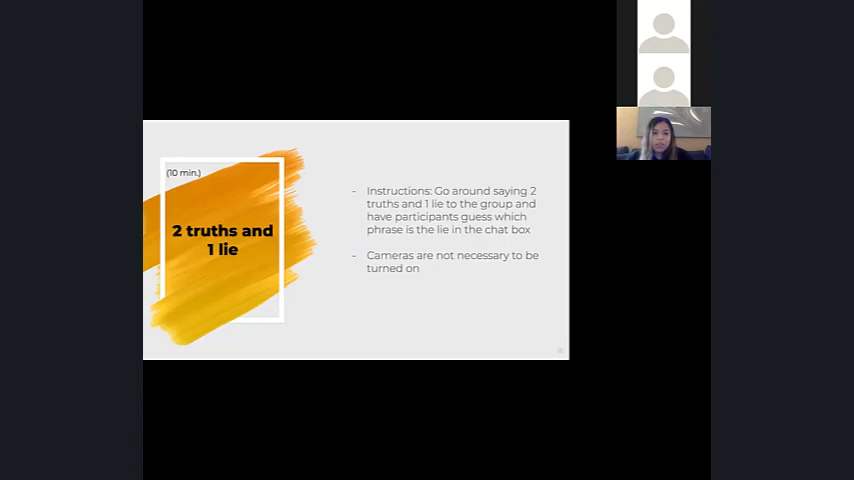 (10 min.)
2 truths and
1 lie
- Instructions: Go around saying 2
truths and 1 lie to the group and
have participants guess which
phrase is the lie in the chat box
- Cameras are not necessary to be
turned on